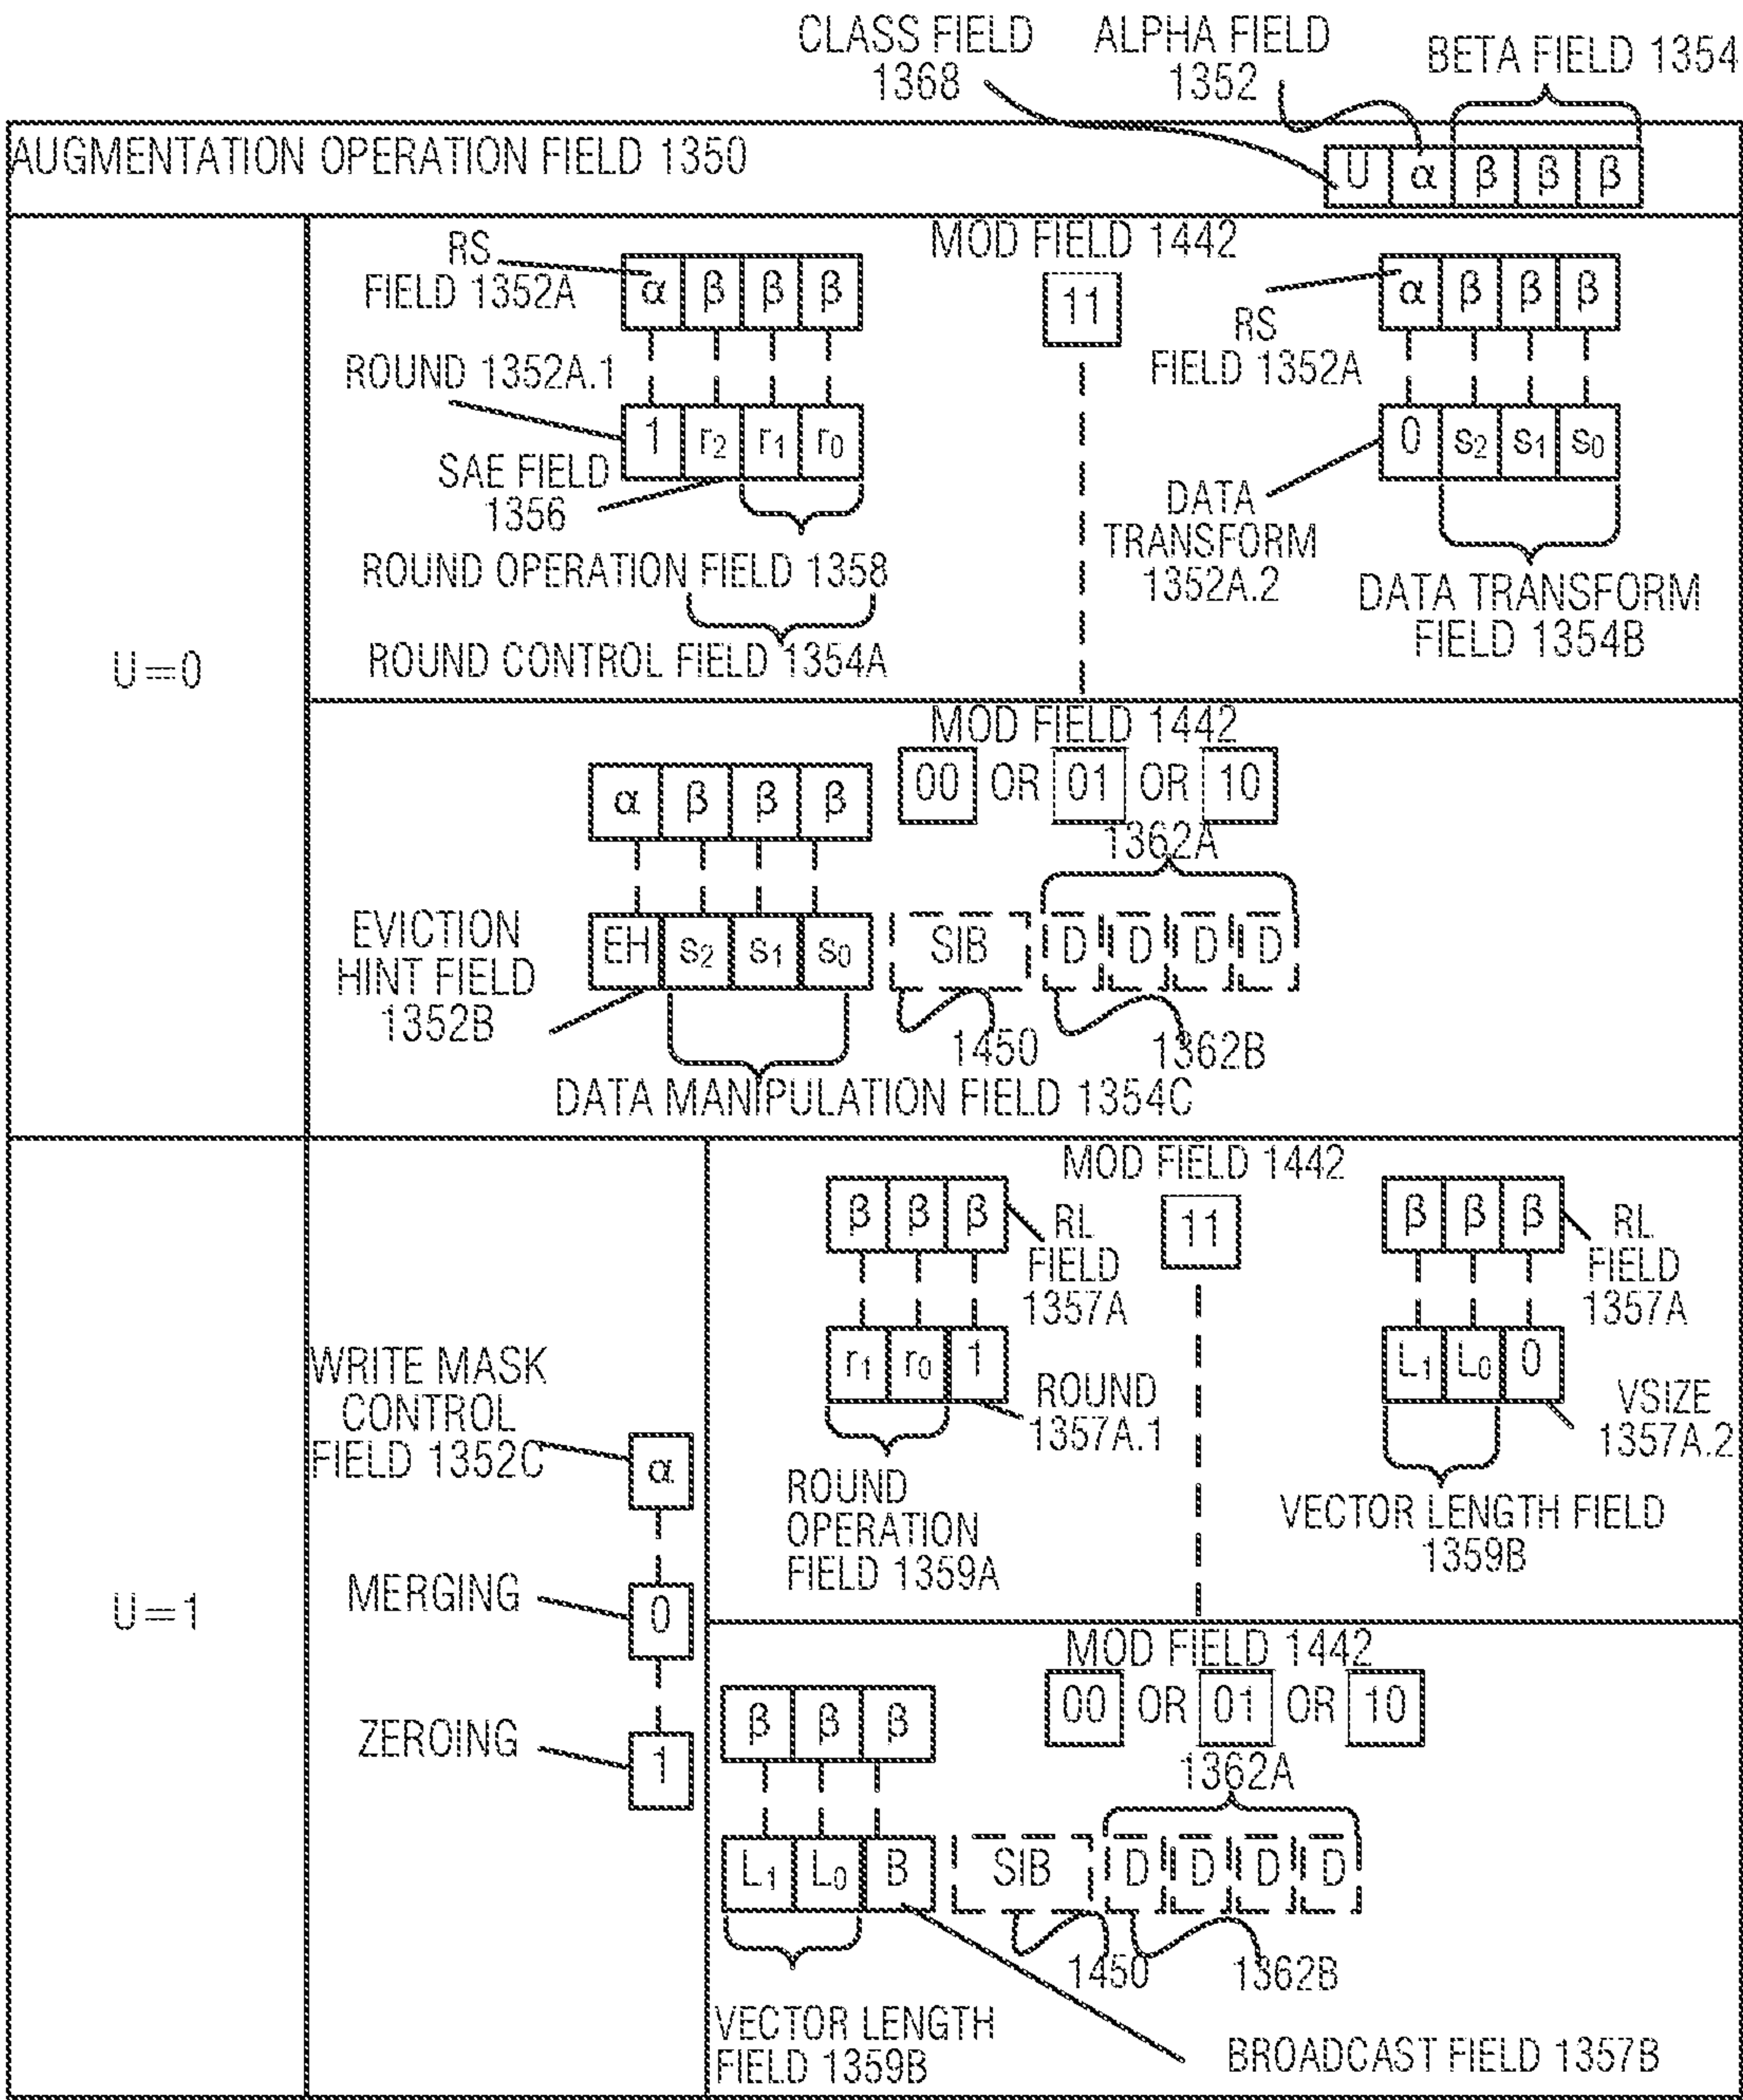 CLASS FIELD
1368
ALPHA FIELD
1352
BETA FIELD 1354
AUGMENTATION OPERATION FIELD 1350
U α β β β
U=0
MOD FIELD 1442
11
RS
FIELD 1352A
α β β β
ROUND 1352A.1
1 r2 r1 r0
SAE FIELD
1356
ROUND OPERATION FIELD 1358
ROUND CONTROL FIELD 1354A
α β β β
RS
FIELD 1352A
0 s2 s1 s0
DATA
TRANSFORM
1352A.2
DATA TRANSFORM
FIELD 1354B
MOD FIELD 1442
00 OR 01 OR 10
α β β β
1362A
EVICTION
HINT FIELD
1352B
EH s2 s1 s0 SIB D D D D
1450
1362B
DATA MANIPULATION FIELD 1354C
U=1
WRITE MASK
CONTROL
FIELD 1352C
α
MERGING
0
ZEROING
1
MOD FIELD 1442
11
β β β
RL
FIELD
1357A
r1 r0 1
ROUND
1357A.1
ROUND
OPERATION
FIELD 1359A
β β β
RL
FIELD
1357A
L1 L0 0
VSIZE
1357A.2
VECTOR LENGTH FIELD
1359B
MOD FIELD 1442
00 OR 01 OR 10
β β β
1362A
L1 L0 B SIB D D D D
1450
1362B
VECTOR LENGTH
FIELD 1359B
BROADCAST FIELD 1357B